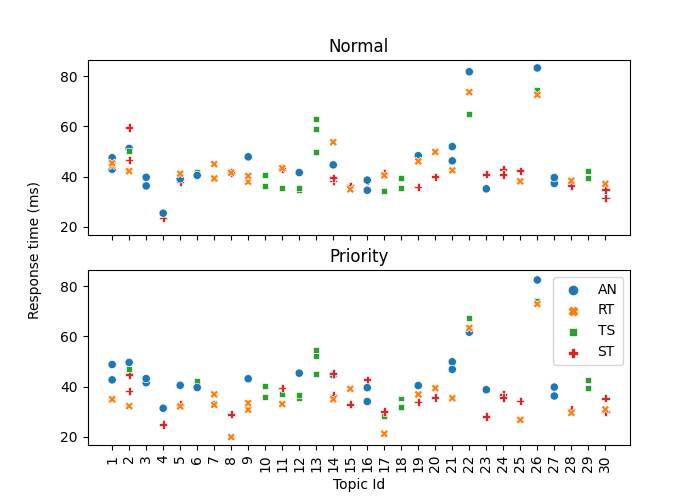 Normal
80
60
40
20
Response time (ms)
Priority
80
60
40
20
AN
RT
TS
ST
1 2 3 4 5 6 7 8 9 10 11 12 13 14 15 16 17 18 19 20 21 22 23 24 25 26 27 28 29 30
Topic Id